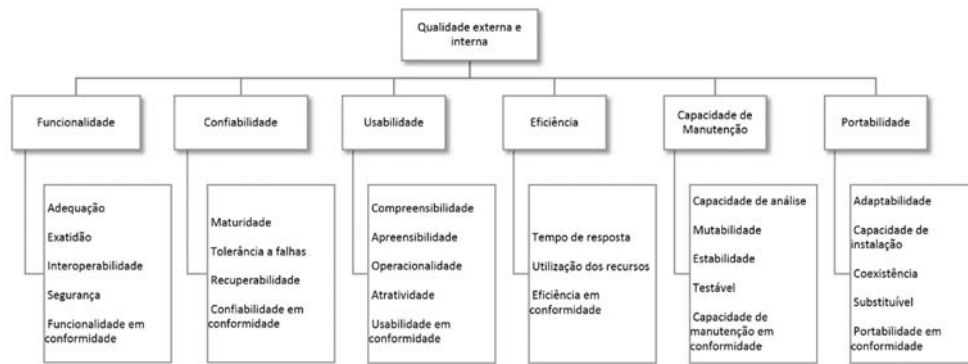 Qualidade externa e
interna
Funcionalidade
Confiabilidade
Usabilidade
Eficiência
Capacidade de
Manutenção
Portabilidade
Adequação
Exatidão
Interoperabilidade
Segurança
Funcionalidade em
conformidade
Maturidade
Tolerância a falhas
Recuperabilidade
Confiabilidade em
conformidade
Compreensibilidade
Apreensibilidade
Operacionalidade
Atratividade
Usabilidade em
conformidade
Tempo de resposta
Utilização dos recursos
Eficiência em
conformidade
Capacidade de análise
Mutabilidade
Estabilidade
Testável
Capacidade de
manutenção em
conformidade
Adaptabilidade
Capacidade de
instalação
Coexistência
Substituível
Portabilidade em
conformidade